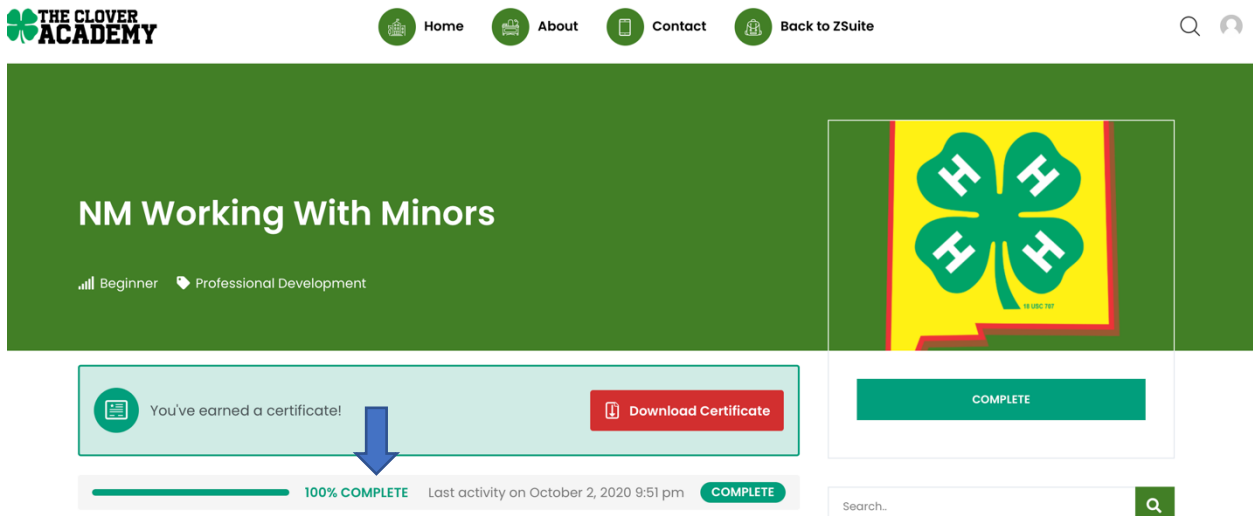 THE CLOVER
ACADEMY
Home
About
Contact
Back to ZSuite
NM Working With Minors
Beginner
Professional Development
H H
H H
18 USC 707
You've earned a certificate!
Download Certificate
COMPLETE
100% COMPLETE
Last activity on October 2, 2020 9:51 pm
COMPLETE
Search..